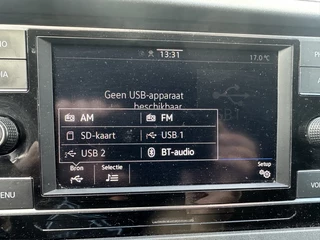 13:31
17.0°C
Geen USB-apparaat
beschikbaar
AM FM
SD-kaart USB 1
USB 2 BT-audio
Bron Selectie Setup
MENU